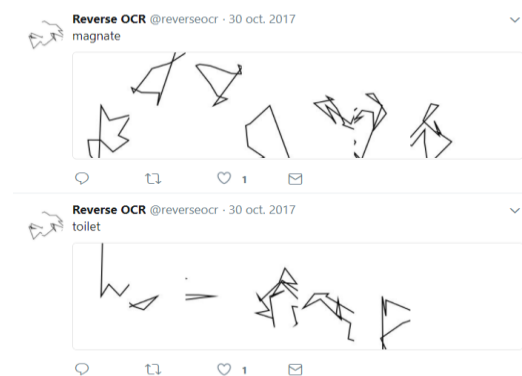 Reverse OCR @reverseocr · 30 oct. 2017
magnate
1
Reverse OCR @reverseocr · 30 oct. 2017
toilet
1